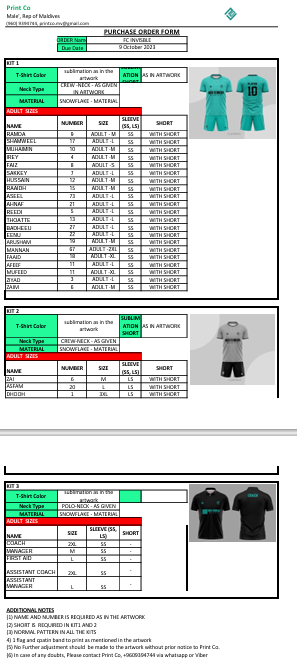 Print Co
Male', Rep of Maldives
(960) 9394744, printco.mv@gmail.com
PURCHASE ORDER FORM
ORDER Name FC INVISIBLE
Due Date 9 October 2023
KIT 1
T-Shirt Color sublimation as in the artwork SUBLIMATION SHORT AS IN ARTWORK
Neck Type CREW-NECK - AS GIVEN IN ARTWORK
MATERIAL SNOWFLAKE - MATERIAL
ADULT SIZES
NAME NUMBER SIZE SLEEVE (SS, LS) SHORT
RAMDA 9 ADULT - M SS WITH SHORT
SHAMWEEL 17 ADULT -L SS WITH SHORT
MUHAIMIN 10 ADULT -M SS WITH SHORT
IREY 4 ADULT -M SS WITH SHORT
FAIZ 8 ADULT -S SS WITH SHORT
SAKKEY 7 ADULT -L SS WITH SHORT
HUSSAIN 12 ADULT -M SS WITH SHORT
RAAIDH 15 ADULT -M SS WITH SHORT
ASEEL 73 ADULT -L SS WITH SHORT
AHNAF 21 ADULT -L SS WITH SHORT
REEDI 5 ADULT -L SS WITH SHORT
THOATTE 13 ADULT -L SS WITH SHORT
BADHEEU 27 ADULT -L SS WITH SHORT
EENU 22 ADULT -L SS WITH SHORT
ARUSHAM 19 ADULT -M SS WITH SHORT
MANNAN 67 ADULT -2XL SS WITH SHORT
FAAID 18 ADULT -XL SS WITH SHORT
AFEEF 11 ADULT -L SS WITH SHORT
MUFEED 11 ADULT -XL SS WITH SHORT
ZIYAD 3 ADULT -L SS WITH SHORT
ZAIM 6 ADULT -M SS WITH SHORT
10
KIT 2
T-Shirt Color sublimation as in the artwork SUBLIMATION SHORT AS IN ARTWORK
Neck Type CREW-NECK - AS GIVEN
MATERIAL SNOWFLAKE - MATERIAL
ADULT SIZES
NAME NUMBER SIZE SLEEVE (SS, LS) SHORT
ZAI 6 M LS WITH SHORT
ASFAM 20 L LS WITH SHORT
DHOOH 1 3XL LS WITH SHORT
KIT 3
T-Shirt Color sublimation as in the artwork
Neck Type POLO-NECK - AS GIVEN
MATERIAL SNOWFLAKE - MATERIAL
ADULT SIZES
NAME SIZE SLEEVE (SS, LS) SHORT
COACH 2XL SS -
MANAGER M SS -
FIRST AID L SS -
ASSISTANT COACH 2XL SS -
ASSISTANT MANAGER L SS -
COACH
ADDITIONAL NOTES
(1) NAME AND NUMBER IS REQUIRED AS IN THE ARTWORK
(2) SHORT IS REQUIRED IN KIT1 AND 2
(3) NORMAL PATTERN IN ALL THE KITS
(4) 1 flag and cpatin band to print as mentioned in the artwork
(5) No Further adjustment should be made to the artwork without prior notice to Print Co.
(6) In case of any doubts, Please contact Print Co, +9609394744 via whatsapp or Viber